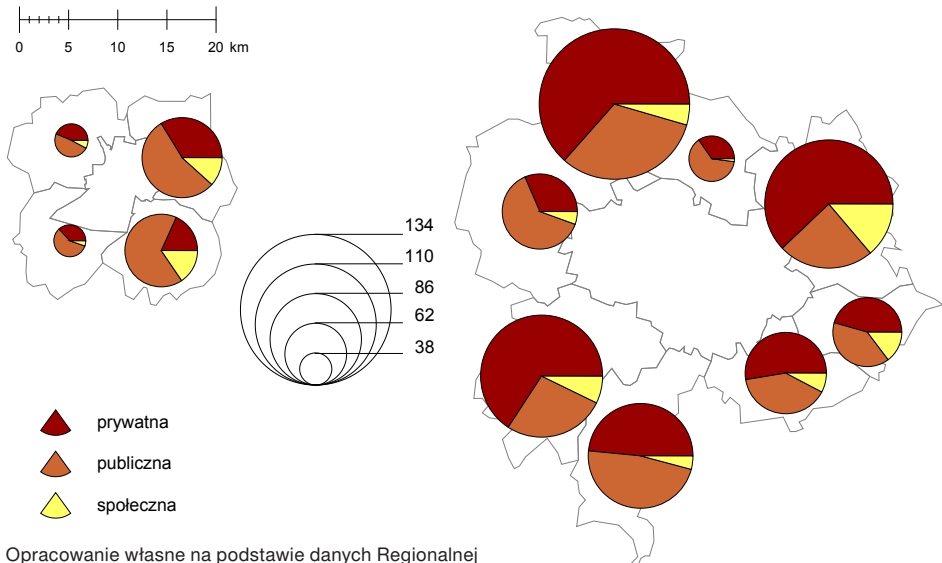 0 5 10 15 20 km
134
110
86
62
38
prywatna
publiczna
społeczna
Opracowanie własne na podstawie danych Regionalnej